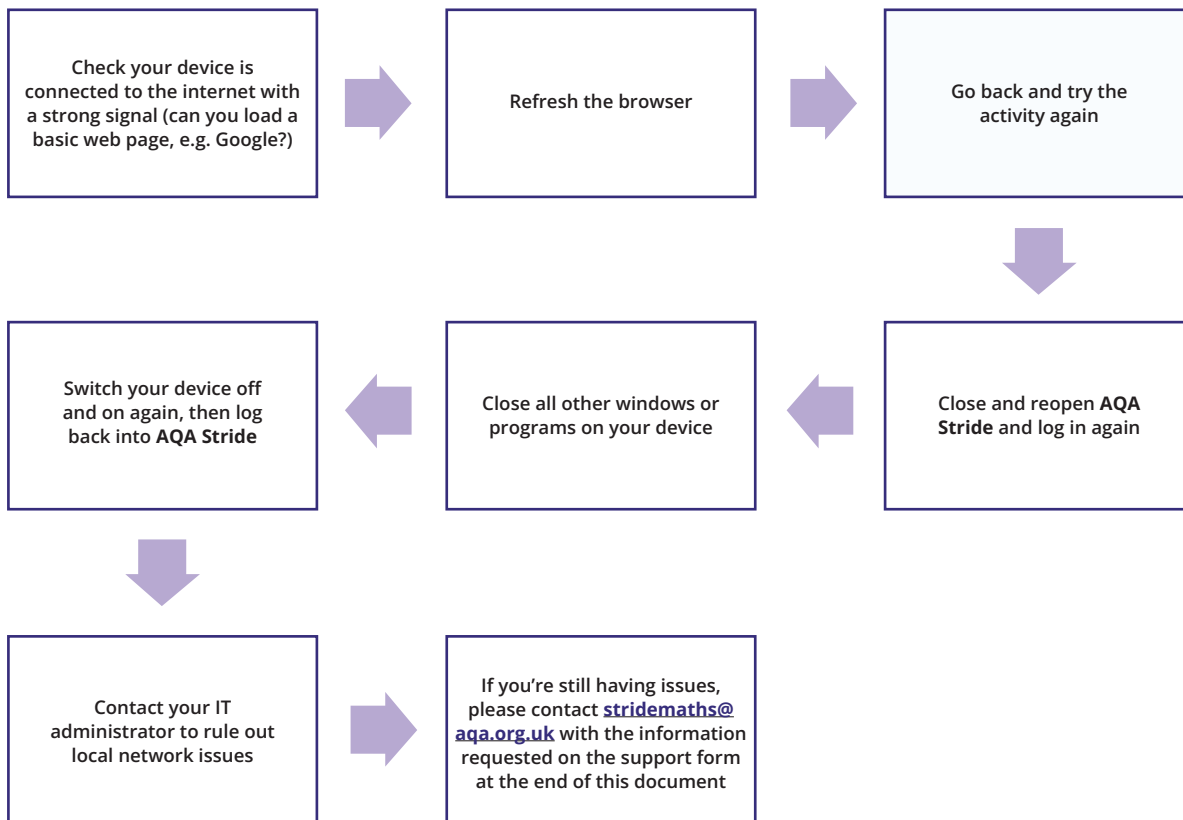 Check your device is
connected to the internet with
a strong signal (can you load a
basic web page, e.g. Google?)
Refresh the browser
Go back and try the
activity again
Close and reopen AQA
Stride and log in again
Close all other windows or
programs on your device
Switch your device off
and on again, then log
back into AQA Stride
Contact your IT
administrator to rule out
local network issues
If you’re still having issues,
please contact stridemaths@
aqa.org.uk with the information
requested on the support form
at the end of this document